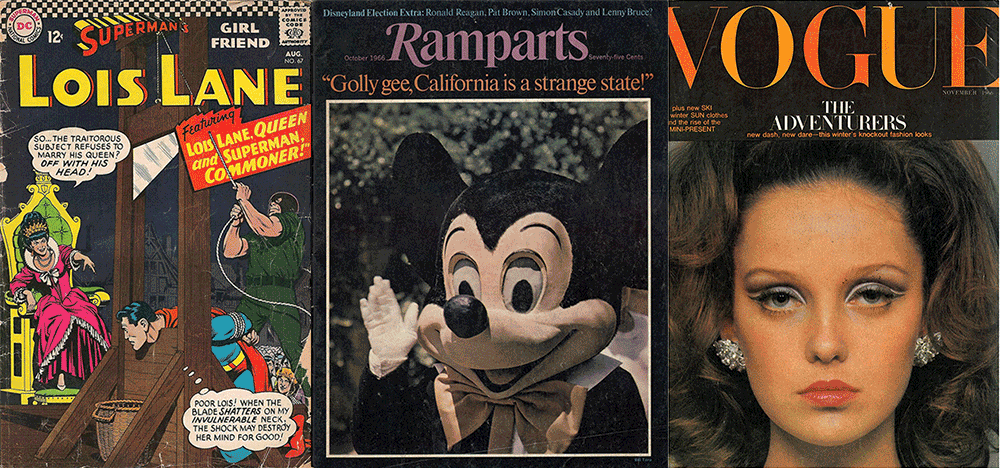 DC
12¢
SUPERMAN'S
GIRL
FRIEND
APPROVED
BY THE
COMICS
CODE
AUG.
NO. 67
LOIS LANE
Featuring
"LOIS LANE, QUEEN
and SUPERMAN,
COMMONER!"
SO... THE TRAITOROUS
SUBJECT REFUSES TO
MARRY HIS QUEEN?
OFF WITH HIS
HEAD!
POOR LOIS! WHEN THE
BLADE SHATTERS ON MY
INVULNERABLE NECK,
THE SHOCK MAY DESTROY
HER MIND FOR GOOD!
Disneyland Election Extra: Ronald Reagan, Pat Brown, Simon Casady and Lenny Bruce?
October 1966 Ramparts Seventy-five Cents
"Golly gee, California is a strange state!"
VOGUE
NOVEMBER 1966
plus new SKI
winter SUN clothes
nd the rise of the
MINI-PRESENT
THE
ADVENTURERS
new dash, new dare—this winter's knockout fashion looks